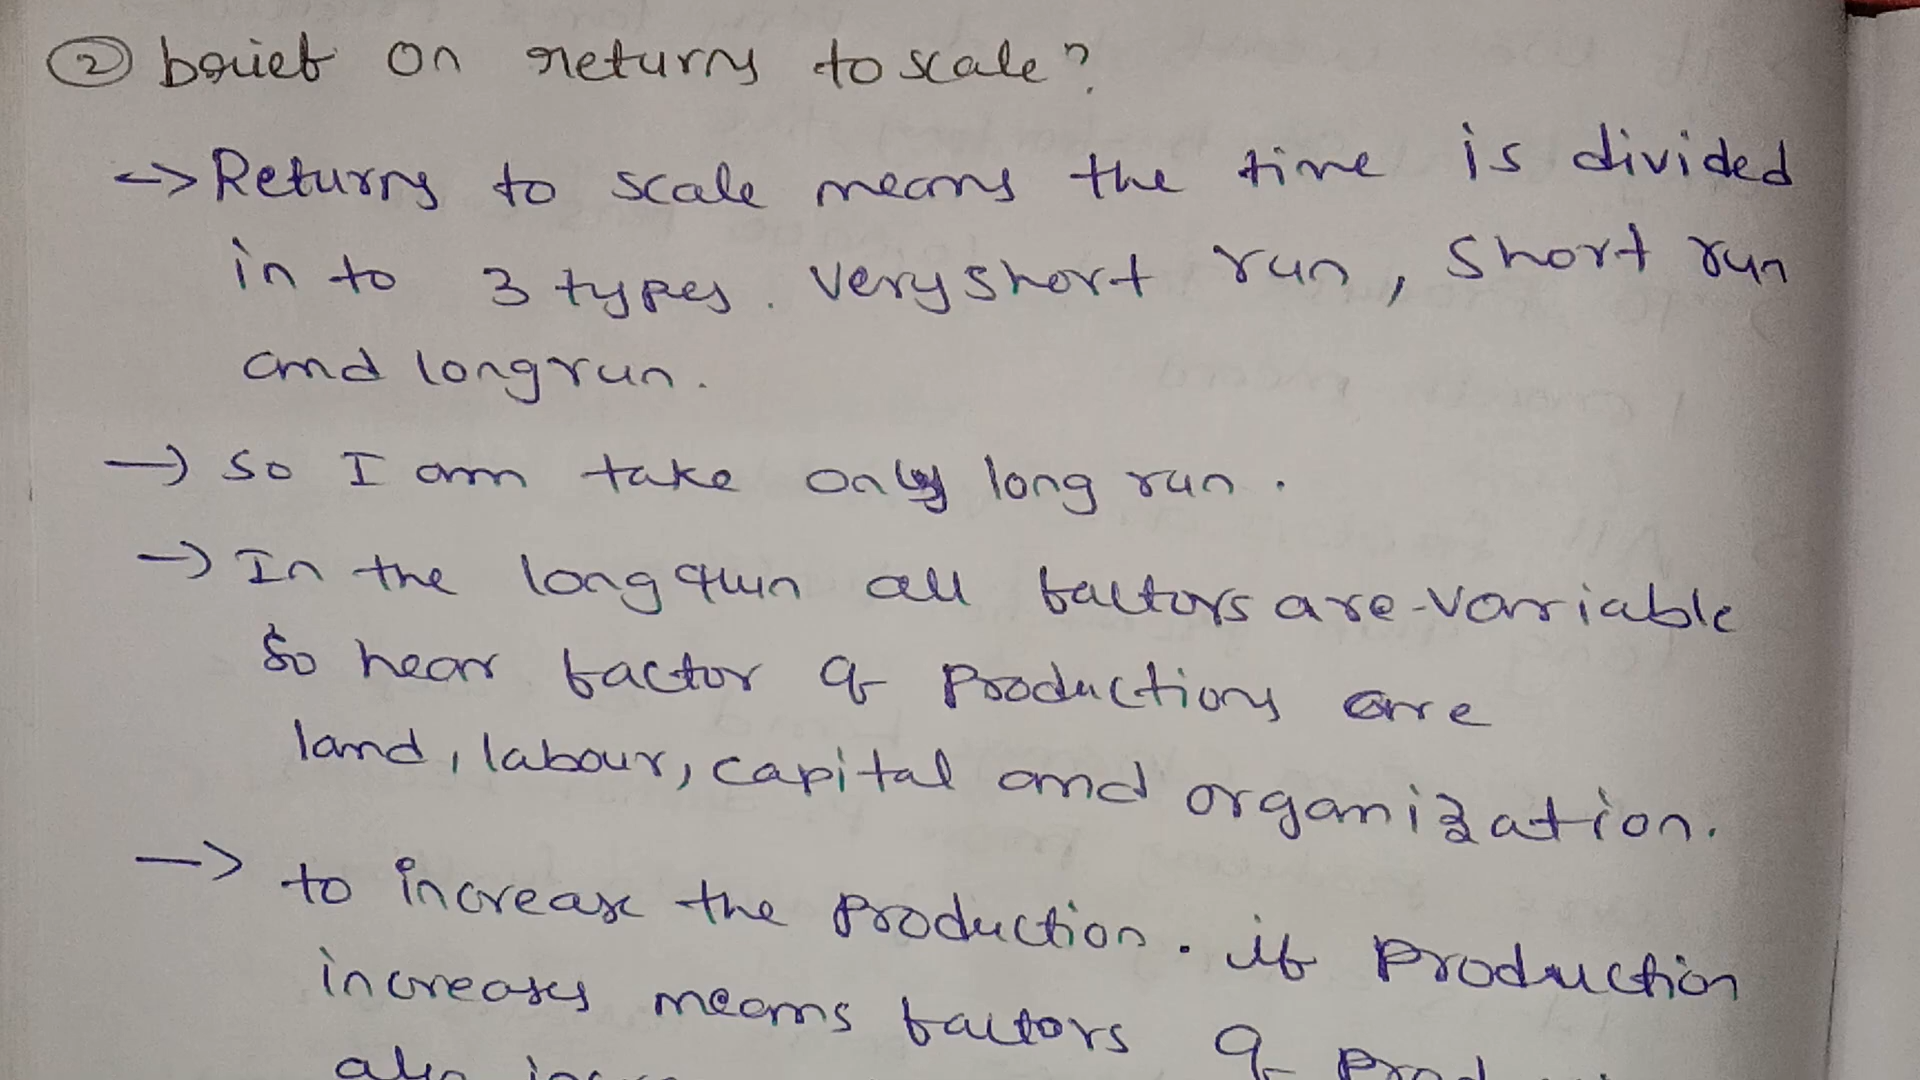 ② brief on returns to scale?
-> Returns to scale means the time is divided
in to 3 types. very short run, short run
and long run.
-> so I am take only long run.
-> In the long run all factors are variable
So hear factor of productions are
land, labour, capital and organization.
-> to increase the production. if production
increases means factors of
also